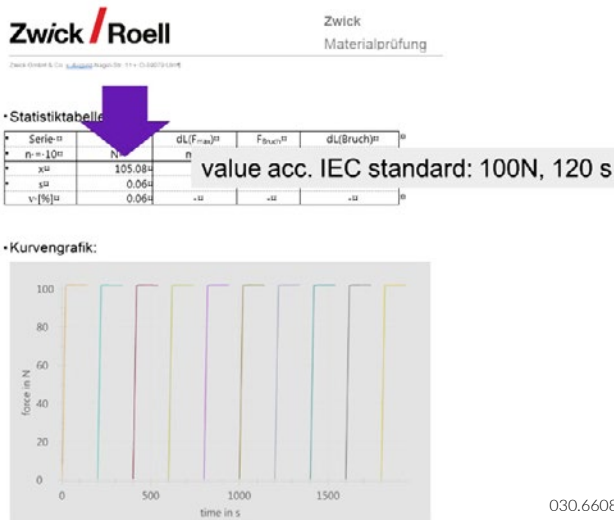 Zwick / Roell
Zwick
Materialprüfung
•Statistiktabelle
Serie-¤ dL(Fmax)¤ FBruch¤ dL(Bruch)¤ ¤
n·=·10¤ N
x¤ 105.08¤
value acc. IEC standard: 100N, 120 s
s¤ 0.06¤
v·[%]¤ 0.06¤ -¤ -¤ -¤ ¤
•Kurvengrafik:
force in N
100
80
60
40
20
0
0 500 1000 1500
time in s
030.6608